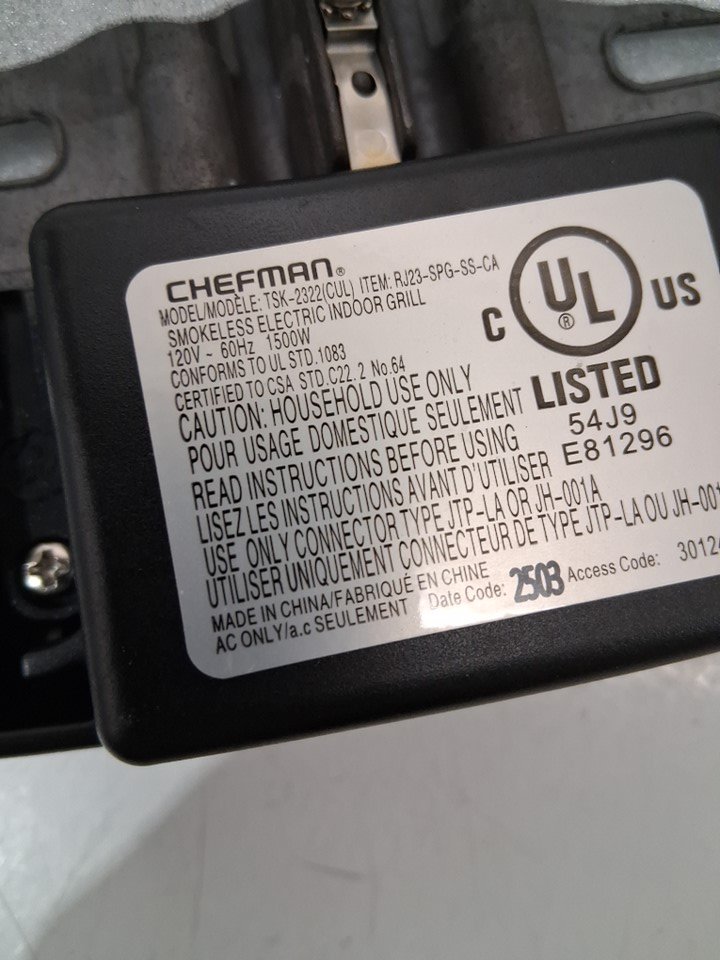 CHEFMAN®
MODEL/MODÈLE: TSK-2322(CUL) ITEM: RJ23-SPG-SS-CA
SMOKELESS ELECTRIC INDOOR GRILL
120V ~ 60Hz 1500W
CONFORMS TO UL STD.1083
CERTIFIED TO CSA STD.C22. 2 No.64
CAUTION: HOUSEHOLD USE ONLY
POUR USAGE DOMESTIQUE SEULEMENT
READ INSTRUCTIONS BEFORE USING
LISEZ LES INSTRUCTIONS AVANT D'UTILISER
USE ONLY CONNECTOR TYPE JTP-LA OR JH-001A
UTILISER UNIQUEMENT CONNECTEUR DE TYPE JTP-LA OU JH-001
MADE IN CHINA/FABRIQUÉ EN CHINE
AC ONLY/a.c SEULEMENT
Date Code: 2503 Access Code: 30124
C UL® US
LISTED
54J9
E81296